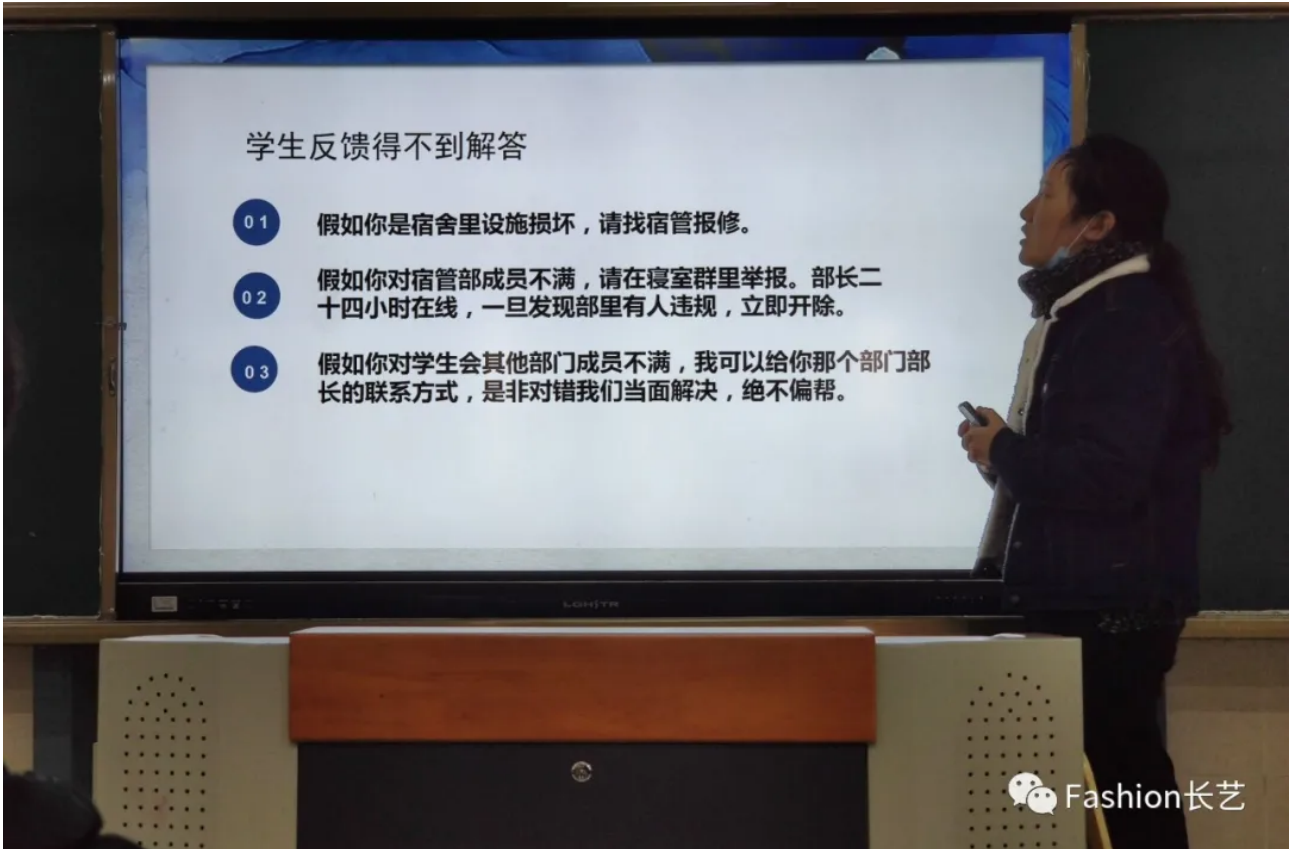 学生反馈得不到解答
01
假如你是宿舍里设施损坏，请找宿管报修。
02
假如你对宿管部成员不满，请在寝室群里举报。部长二
十四小时在线，一旦发现部里有人违规，立即开除。
03
假如你对学生会其他部门成员不满，我可以给你那个部门部
长的联系方式，是非对错我们当面解决，绝不偏帮。
Fashion长艺